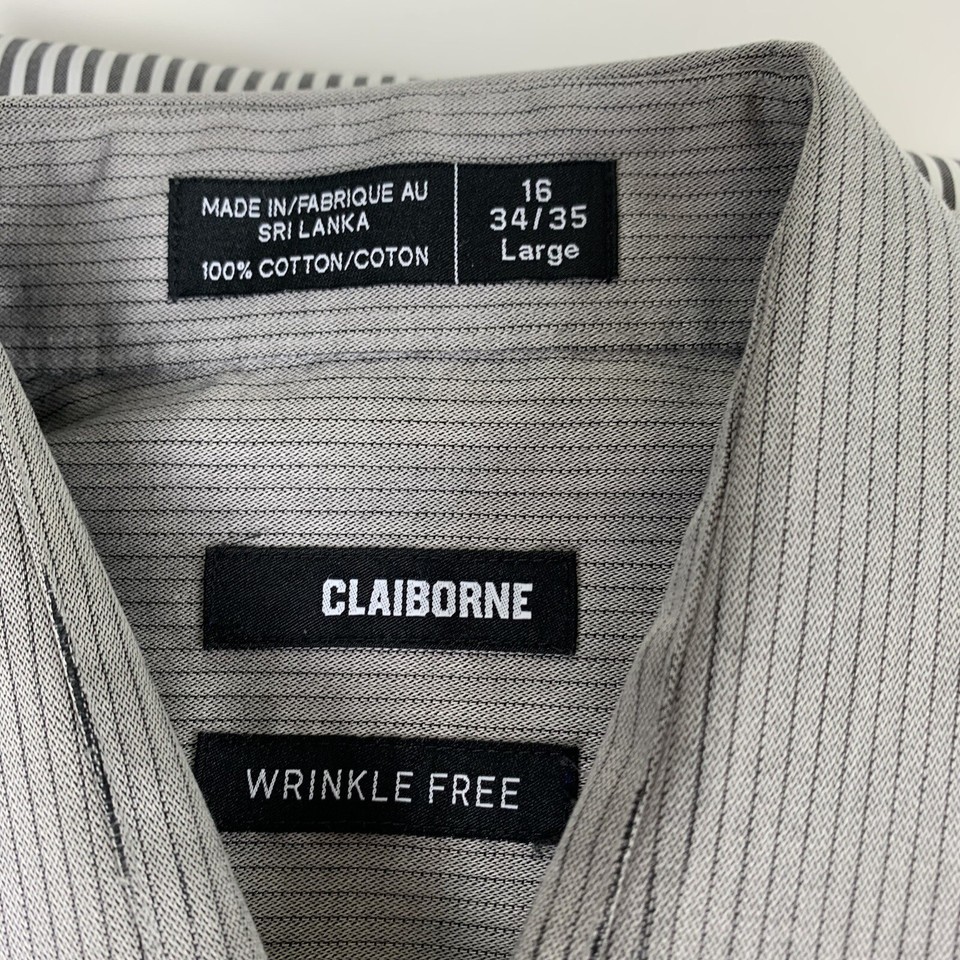 MADE IN/FABRIQUE AU
SRI LANKA
100% COTTON/COTON
16
34/35
Large
CLAIBORNE
WRINKLE FREE